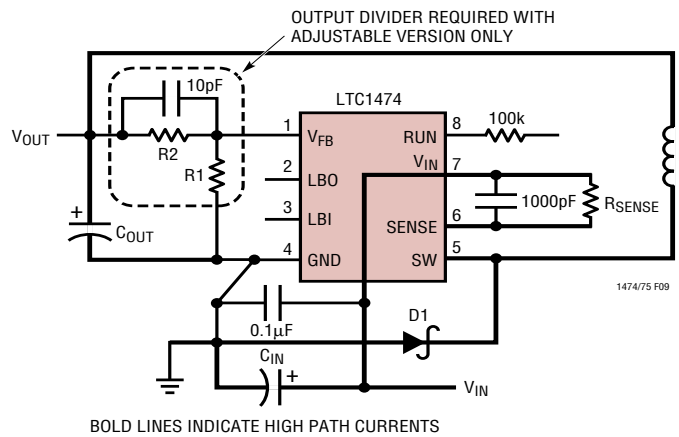 OUTPUT DIVIDER REQUIRED WITH
ADJUSTABLE VERSION ONLY
10pF
LTC1474
100k
VOUT
R2
R1
1
VFB
RUN
8
2
LBO
VIN
7
3
LBI
1000pF
RSENSE
SENSE
6
+
COUT
4
GND
SW
5
1474/75 F09
0.1µF
D1
CIN
+
VIN
BOLD LINES INDICATE HIGH PATH CURRENTS